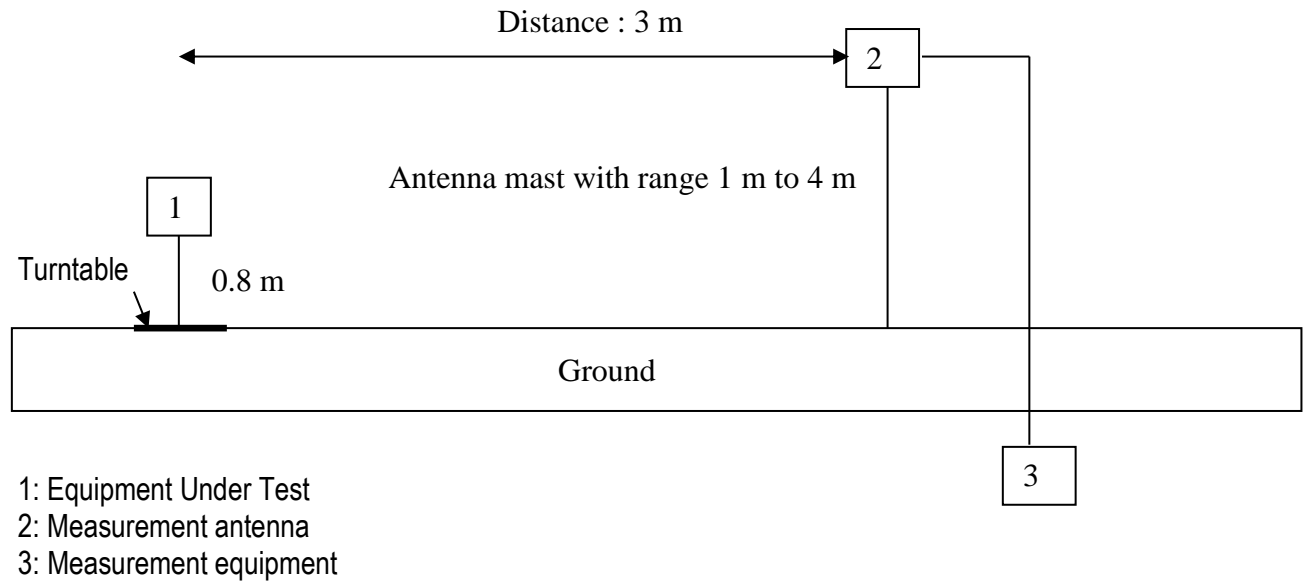 Distance : 3 m
2
Antenna mast with range 1 m to 4 m
1
Turntable
0.8 m
Ground
3
1: Equipment Under Test
2: Measurement antenna
3: Measurement equipment